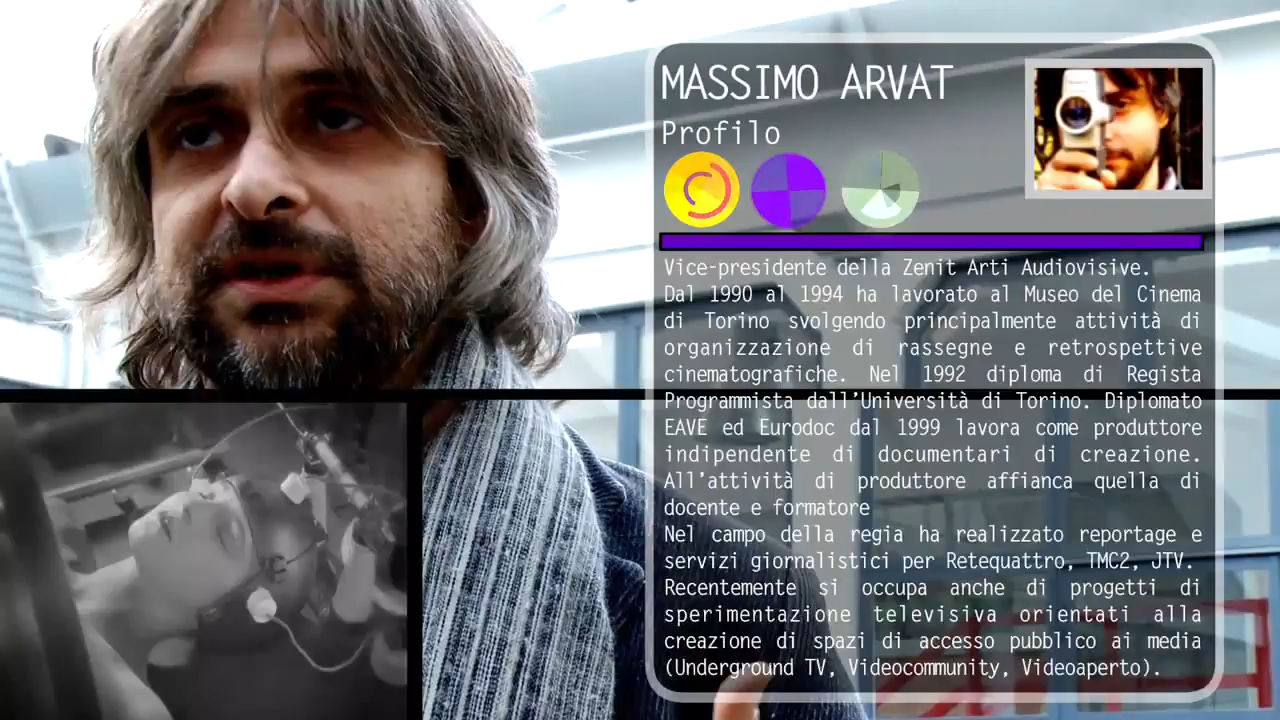 MASSIMO ARVAT
Profilo
Vice-presidente della Zenit Arti Audiovisive.
Dal 1990 al 1994 ha lavorato al Museo del Cinema
di Torino svolgendo principalmente attività di
organizzazione di rassegne e retrospettive
cinematografiche. Nel 1992 diploma di Regista
Programmista dall'Università di Torino. Diplomato
EAVE ed Eurodoc dal 1999 lavora come produttore
indipendente di documentari di creazione.
All'attività di produttore affianca quella di
docente e formatore
Nel campo della regia ha realizzato reportage e
servizi giornalistici per Retequattro, TMC2, JTV.
Recentemente si occupa anche di progetti di
sperimentazione televisiva orientati alla
creazione di spazi di accesso pubblico ai media
(Underground TV, Videocommunity, Videoaperto).